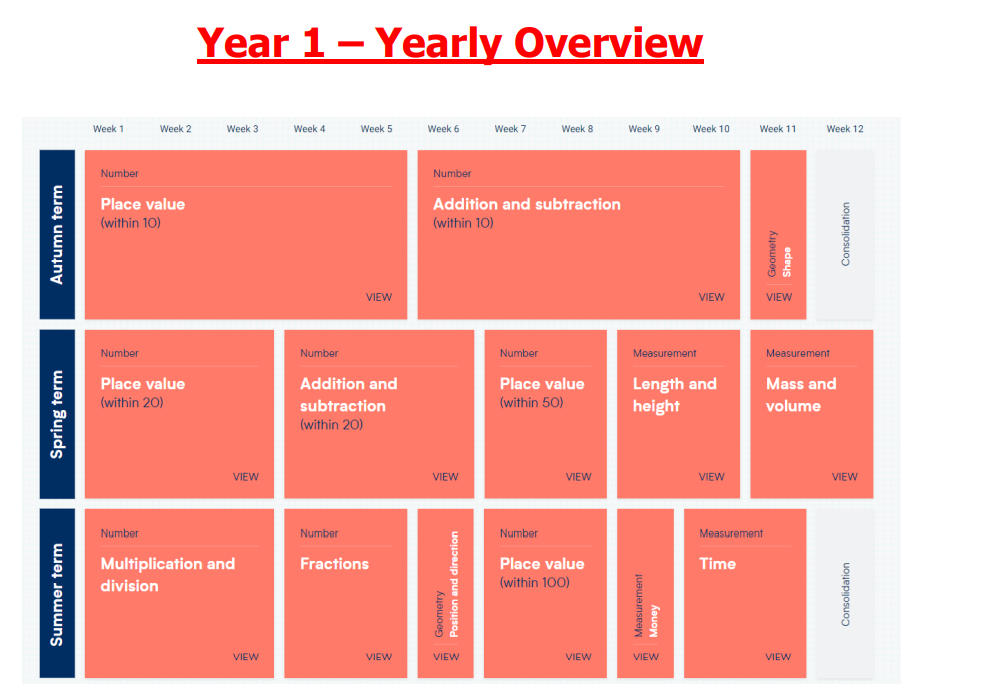 Year 1 – Yearly Overview
Week 1 Week 2 Week 3 Week 4 Week 5 Week 6 Week 7 Week 8 Week 9 Week 10 Week 11 Week 12
Autumn term
Number
Place value
(within 10)
VIEW
Number
Addition and subtraction
(within 10)
VIEW
Geometry
Shape
VIEW
Consolidation
Spring term
Number
Place value
(within 20)
VIEW
Number
Addition and
subtraction
(within 20)
VIEW
Number
Place value
(within 50)
VIEW
Measurement
Length and
height
VIEW
Measurement
Mass and
volume
VIEW
Summer term
Number
Multiplication and
division
VIEW
Number
Fractions
VIEW
Geometry
Position and direction
VIEW
Number
Place value
(within 100)
VIEW
Measurement
Money
VIEW
Measurement
Time
VIEW
Consolidation